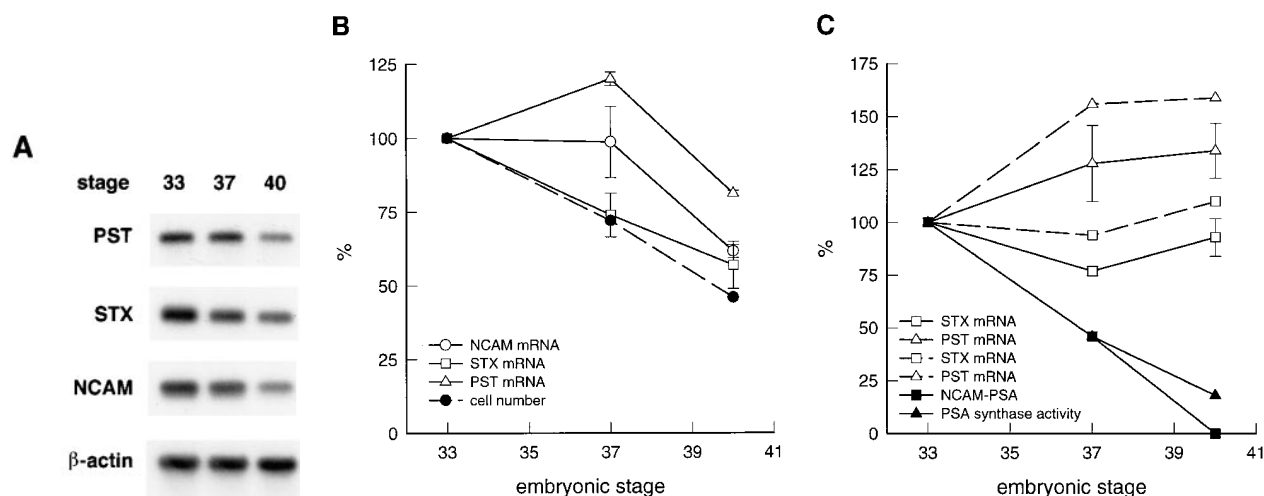 A
stage 33 37 40
PST
STX
NCAM
β-actin
B
125
100
75
50
25
0
%
33 35 37 39 41
embryonic stage
NCAM mRNA
STX mRNA
PST mRNA
cell number
C
175
150
125
100
75
50
25
0
%
33 35 37 39 41
embryonic stage
STX mRNA
PST mRNA
STX mRNA
PST mRNA
NCAM-PSA
PSA synthase activity